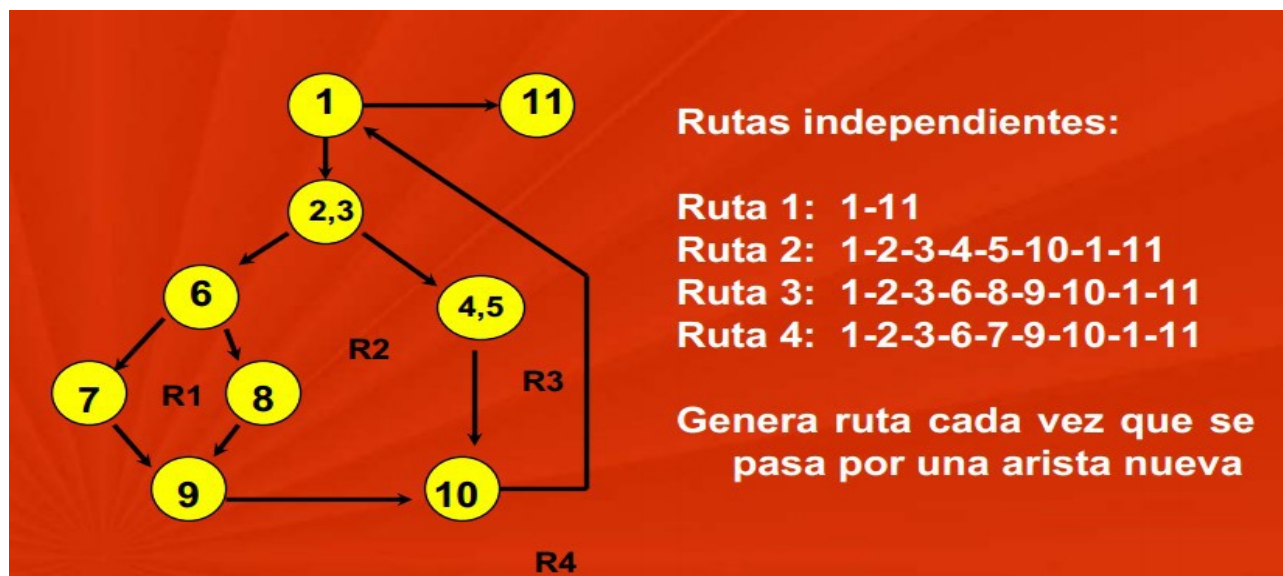 1
11
2,3
6
4,5
R2
R3
7
R1
8
9
10
R4
Rutas independientes:
Ruta 1: 1-11
Ruta 2: 1-2-3-4-5-10-1-11
Ruta 3: 1-2-3-6-8-9-10-1-11
Ruta 4: 1-2-3-6-7-9-10-1-11
Genera ruta cada vez que se
pasa por una arista nueva